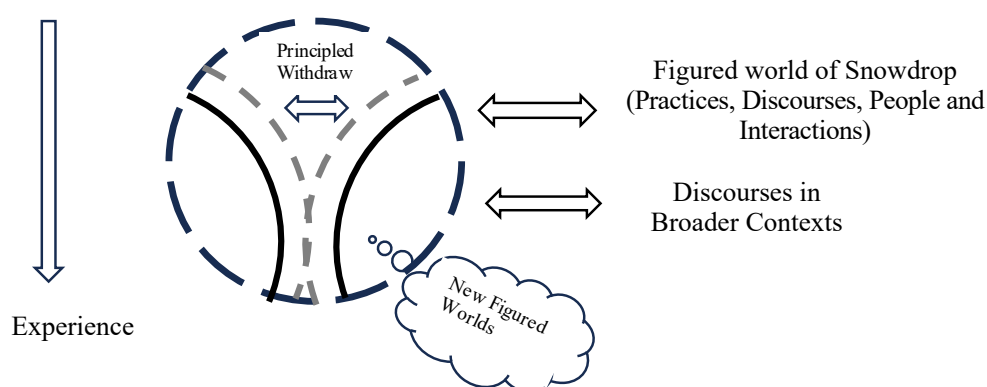 Principled
Withdraw
Figured world of Snowdrop
(Practices, Discourses, People and
Interactions)
Discourses in
Broader Contexts
New Figured
Worlds
Experience